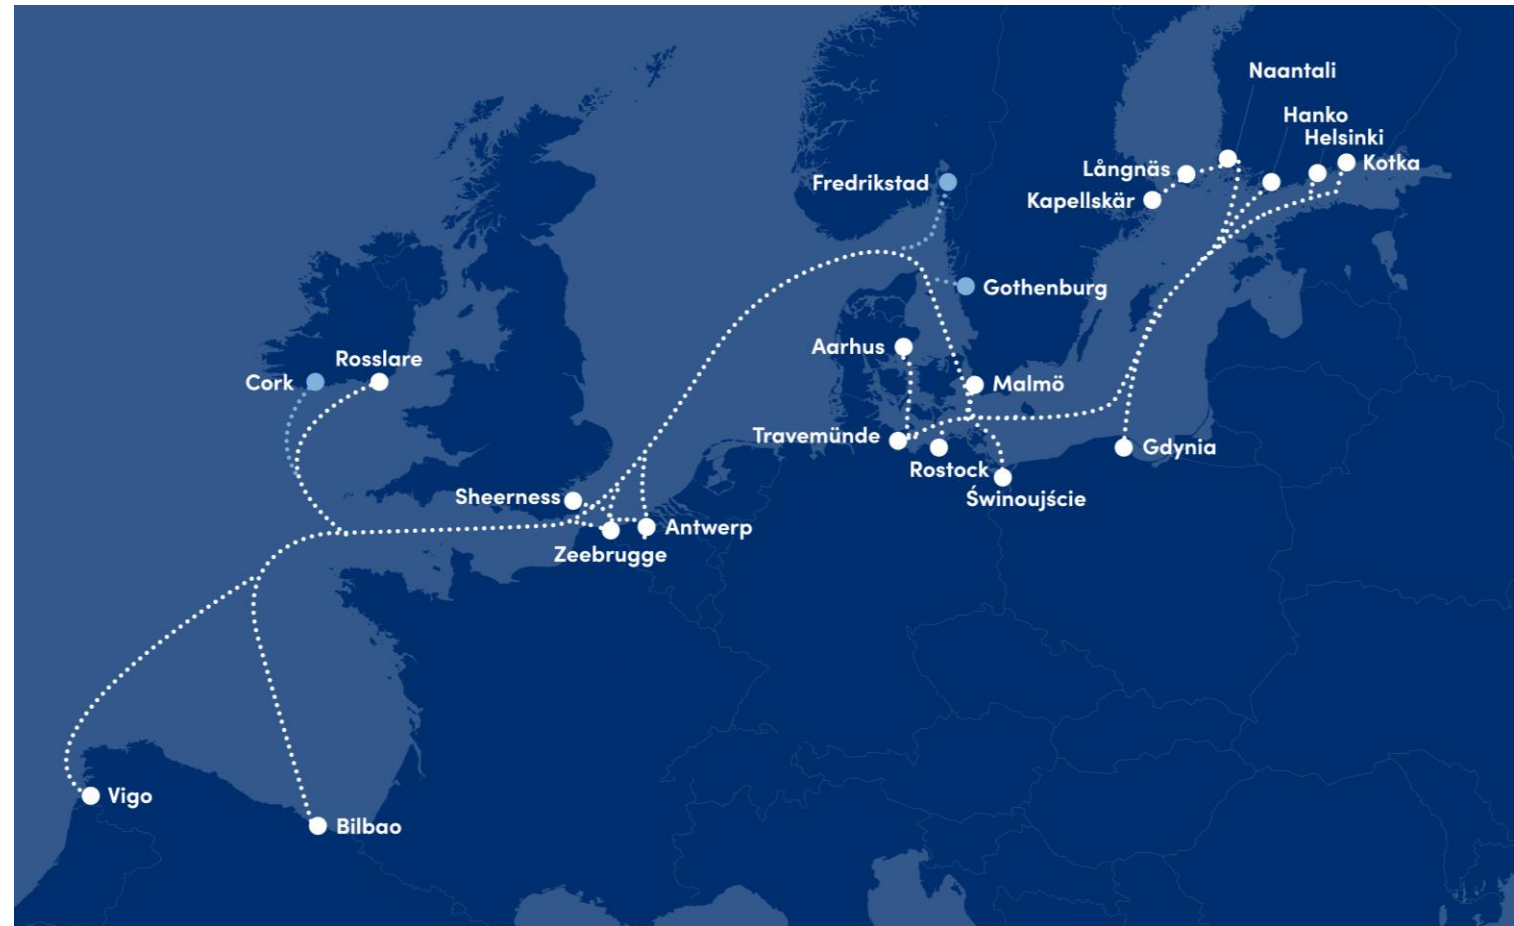 Naantali
Hanko
Helsinki
Kotka
Långnäs
Kapellskär
Fredrikstad
Gothenburg
Aarhus
Rosslare
Cork
Malmö
Travemünde
Gdynia
Rostock
Świnoujście
Sheerness
Antwerp
Zeebrugge
Vigo
Bilbao